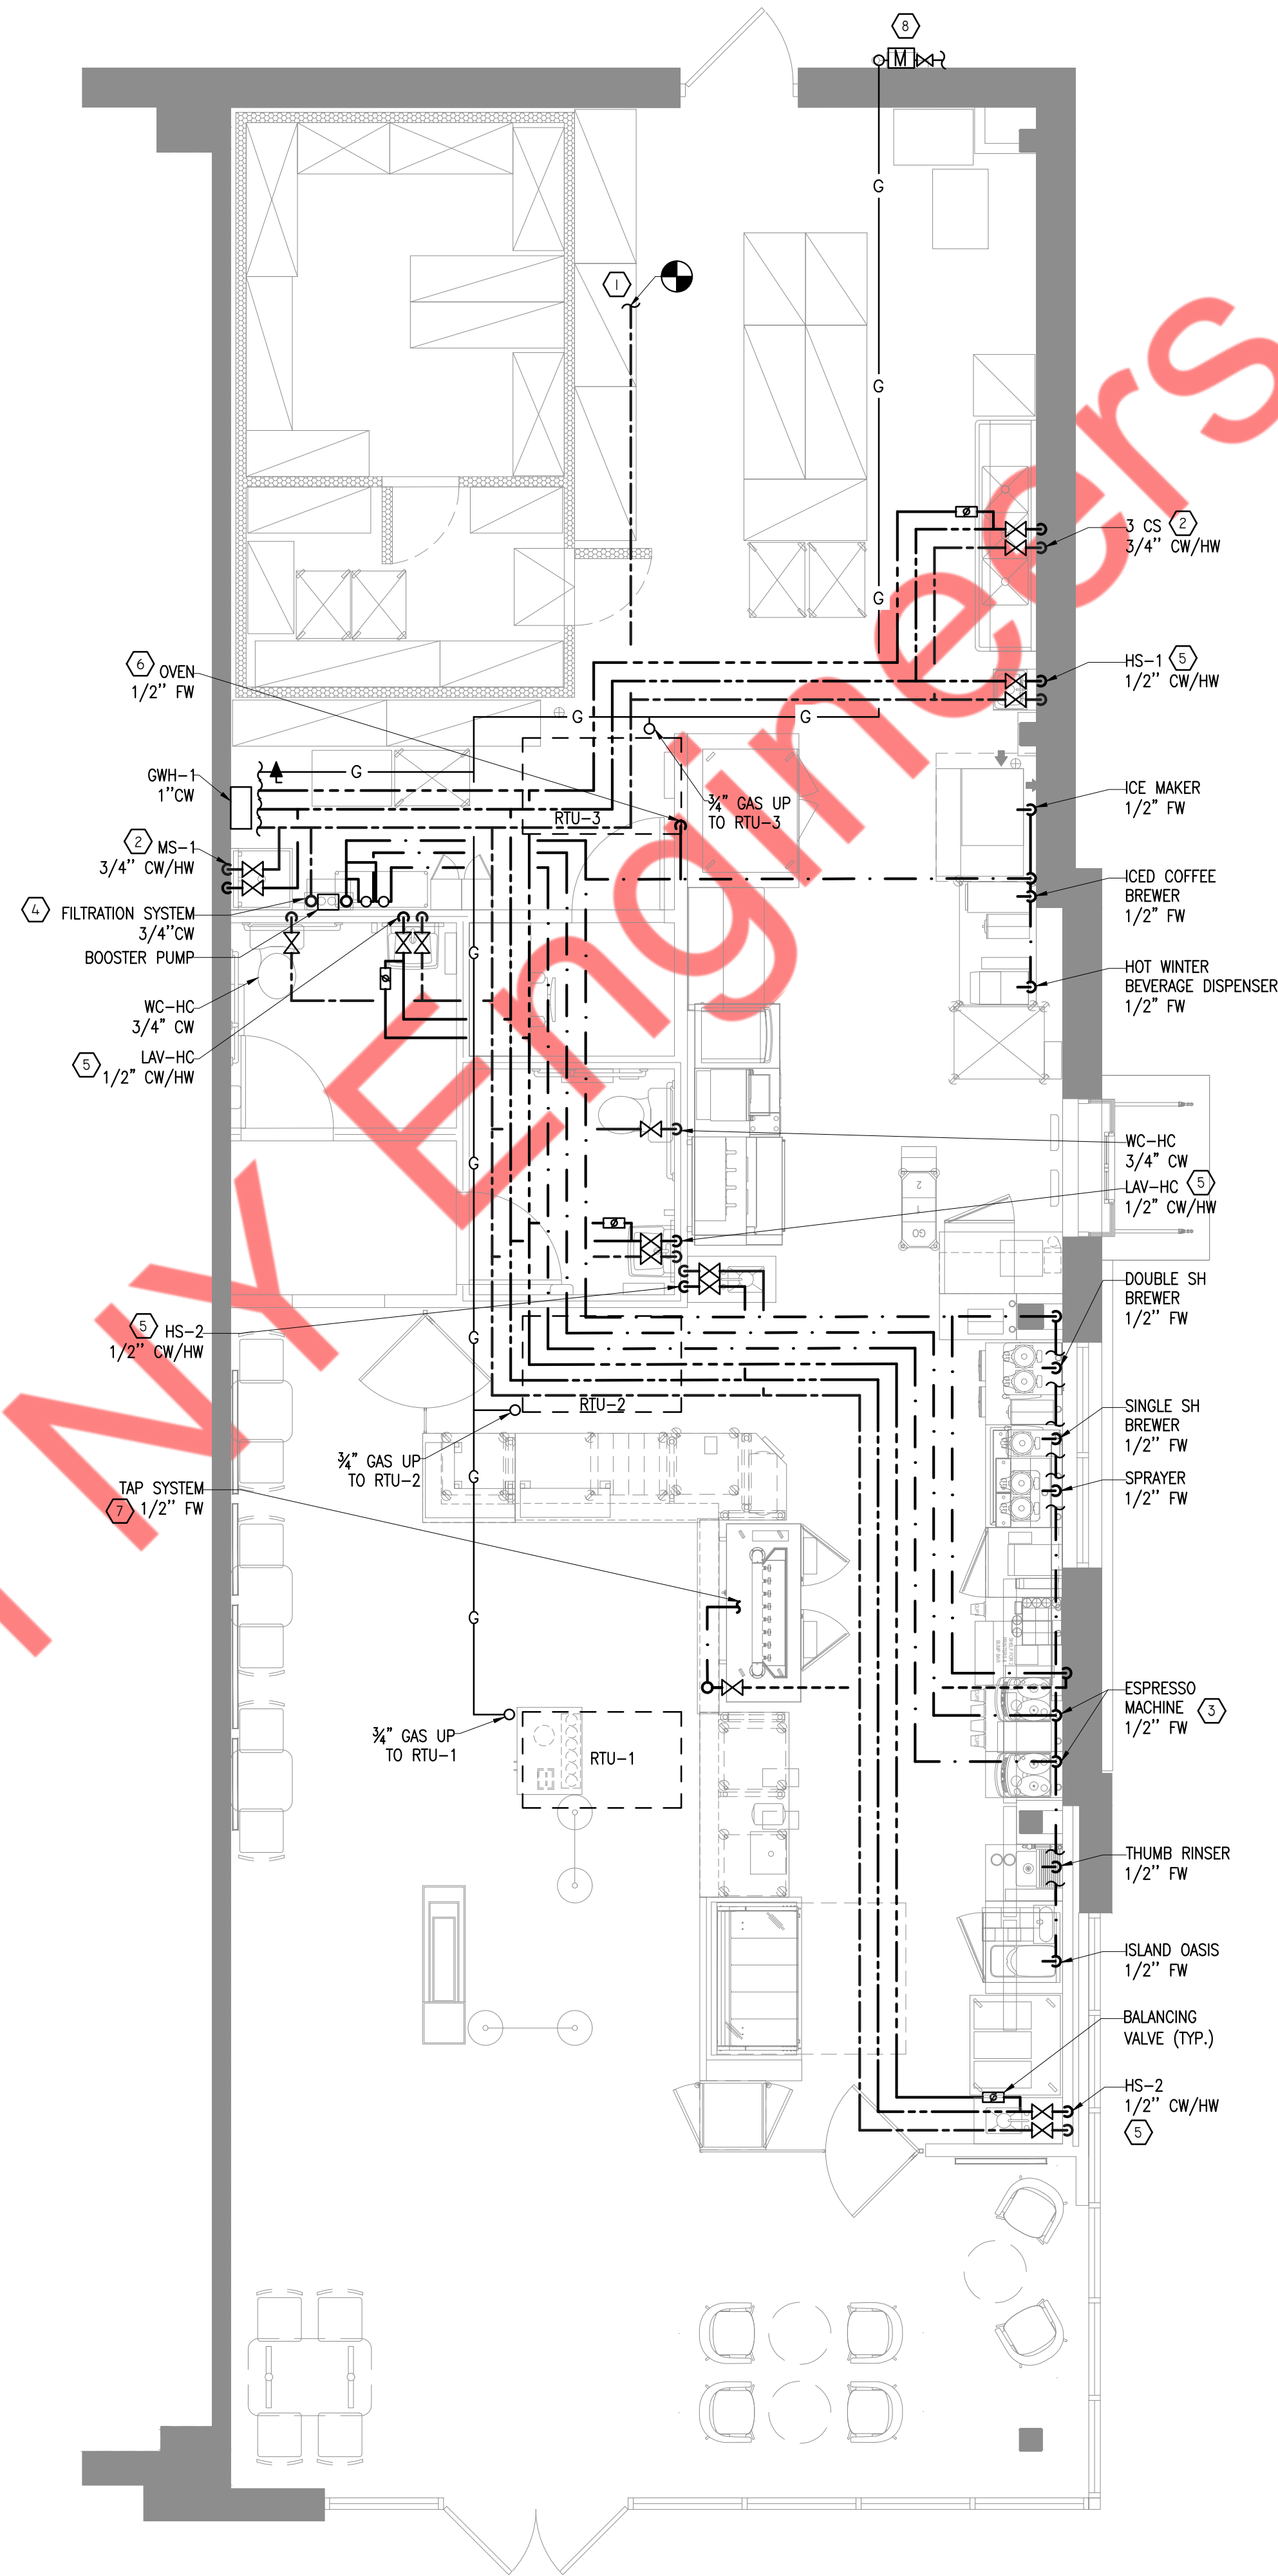 8
M
G
1
G
3 CS 2
3/4" CW/HW
G
6 OVEN
1/2" FW
HS-1 5
1/2" CW/HW
G
G
GWH-1
1"CW
G
3/4" GAS UP
TO RTU-3
RTU-3
ICE MAKER
1/2" FW
2 MS-1
3/4" CW/HW
ICED COFFEE
BREWER
1/2" FW
4 FILTRATION SYSTEM
3/4"CW
BOOSTER PUMP
G
HOT WINTER
BEVERAGE DISPENSER
1/2" FW
WC-HC
3/4" CW
LAV-HC
5 1/2" CW/HW
WC-HC
3/4" CW
G
LAV-HC 5
1/2" CW/HW
2
1
GO
DOUBLE SH
BREWER
1/2" FW
5 HS-2
1/2" CW/HW
G
RTU-2
SINGLE SH
BREWER
1/2" FW
3/4" GAS UP
TO RTU-2
G
SPRAYER
1/2" FW
TAP SYSTEM
7 1/2" FW
G
ESPRESSO
MACHINE 3
1/2" FW
3/4" GAS UP
TO RTU-1
RTU-1
THUMB RINSER
1/2" FW
ISLAND OASIS
1/2" FW
BALANCING
VALVE (TYP.)
HS-2
1/2" CW/HW
5
NY Engineers